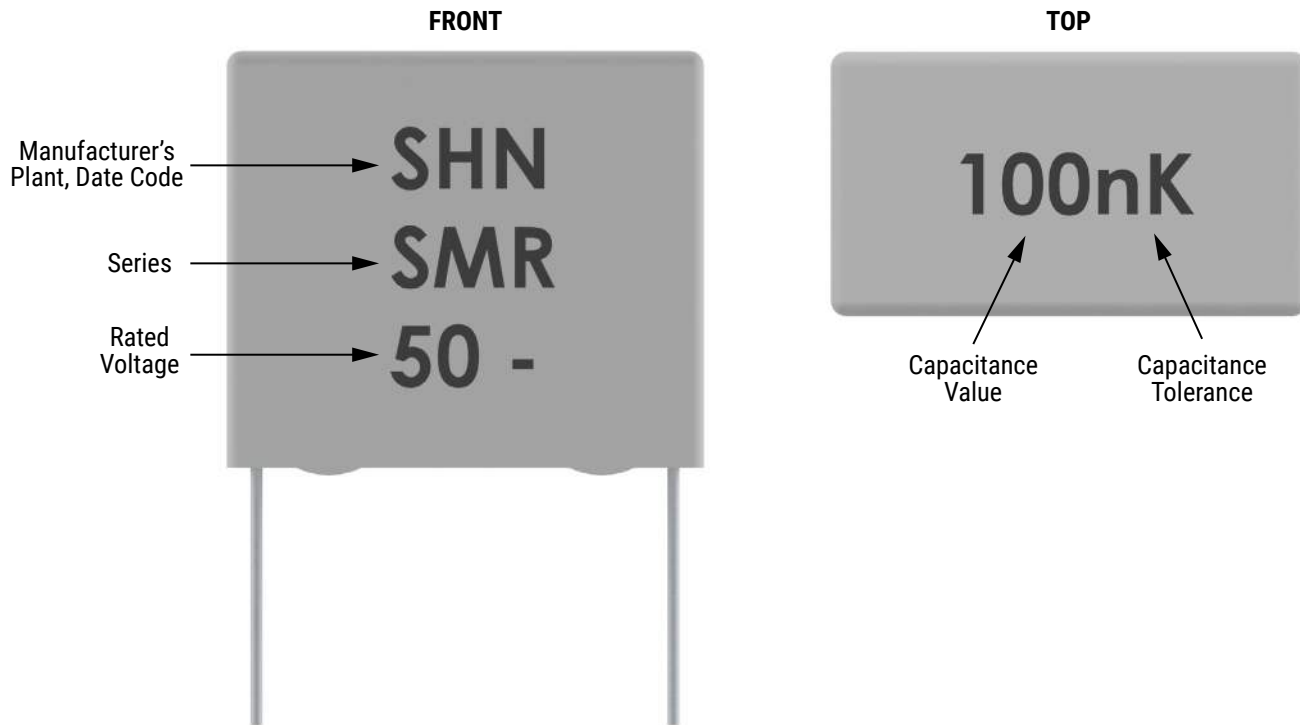 FRONT
TOP
Manufacturer's
Plant, Date Code
SHN
Series
SMR
Rated
Voltage
50 -
100nK
Capacitance
Value
Capacitance
Tolerance